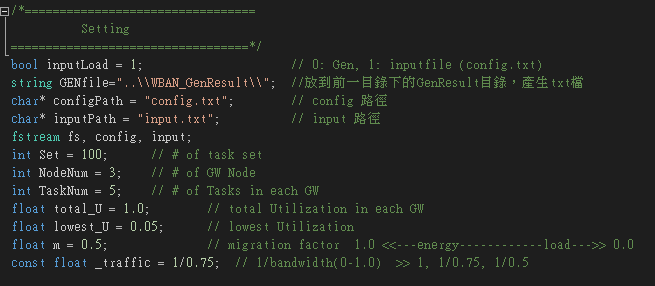 /*=================================
Setting
==================================*/
bool inputLoad = 1; // 0: Gen, 1: inputfile (config.txt)
string GENfile="..\\WBAN_GenResult\\"; //放到前一目錄下的GenResult目錄，產生txt檔
char* configPath = "config.txt"; // config 路徑
char* inputPath = "input.txt"; // input 路徑
fstream fs, config, input;
int Set = 100; // # of task set
int NodeNum = 3; // # of GW Node
int TaskNum = 5; // # of Tasks in each GW
float total_U = 1.0; // total Utilization in each GW
float lowest_U = 0.05; // lowest Utilization
float m = 0.5; // migration factor 1.0 <<---energy------------load--->> 0.0
const float _traffic = 1/0.75; // 1/bandwidth(0-1.0) >> 1, 1/0.75, 1/0.5